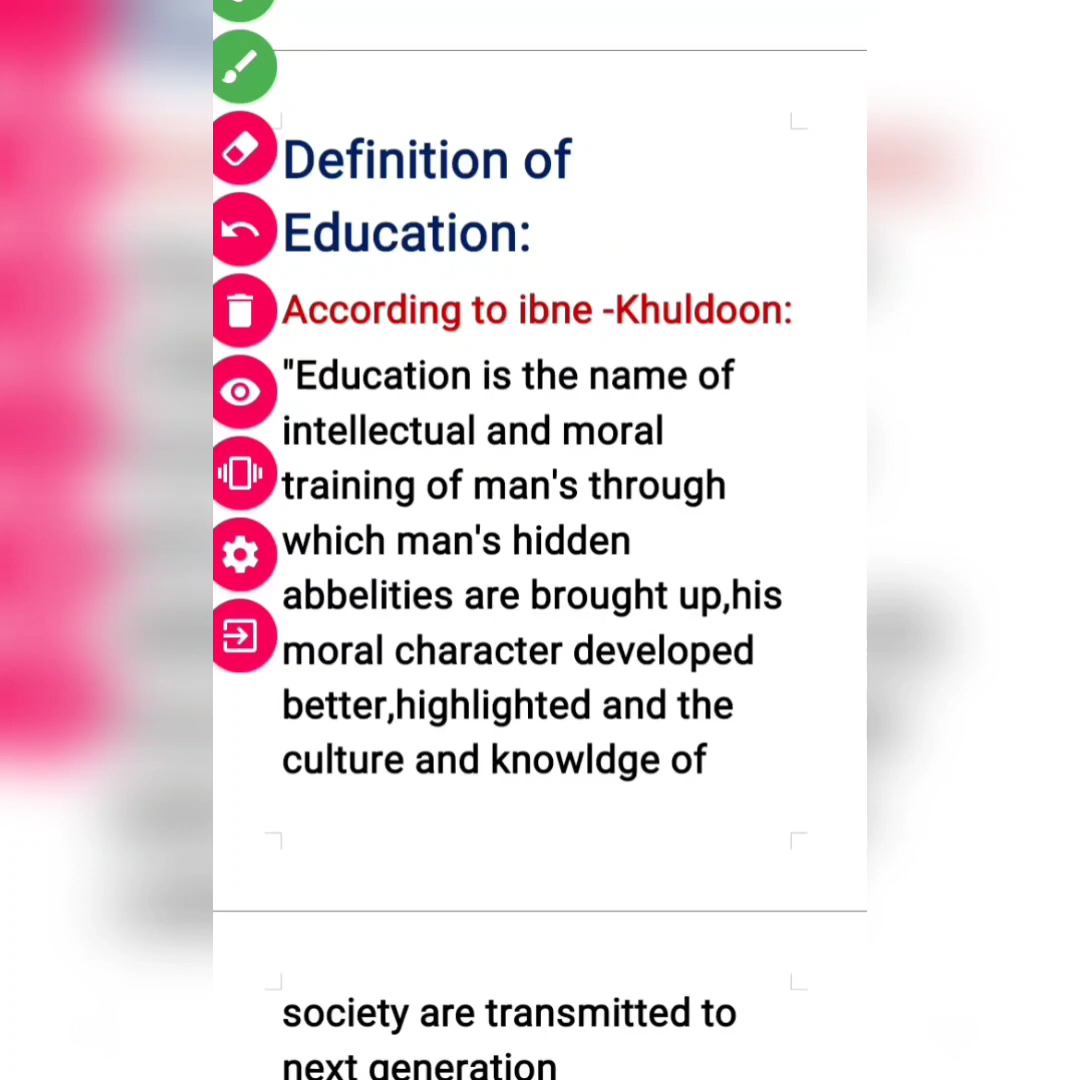 Definition of
Education:
According to ibne -Khuldoon:
"Education is the name of
intellectual and moral
training of man's through
which man's hidden
abbelities are brought up,his
moral character developed
better,highlighted and the
culture and knowldge of
society are transmitted to
next generation